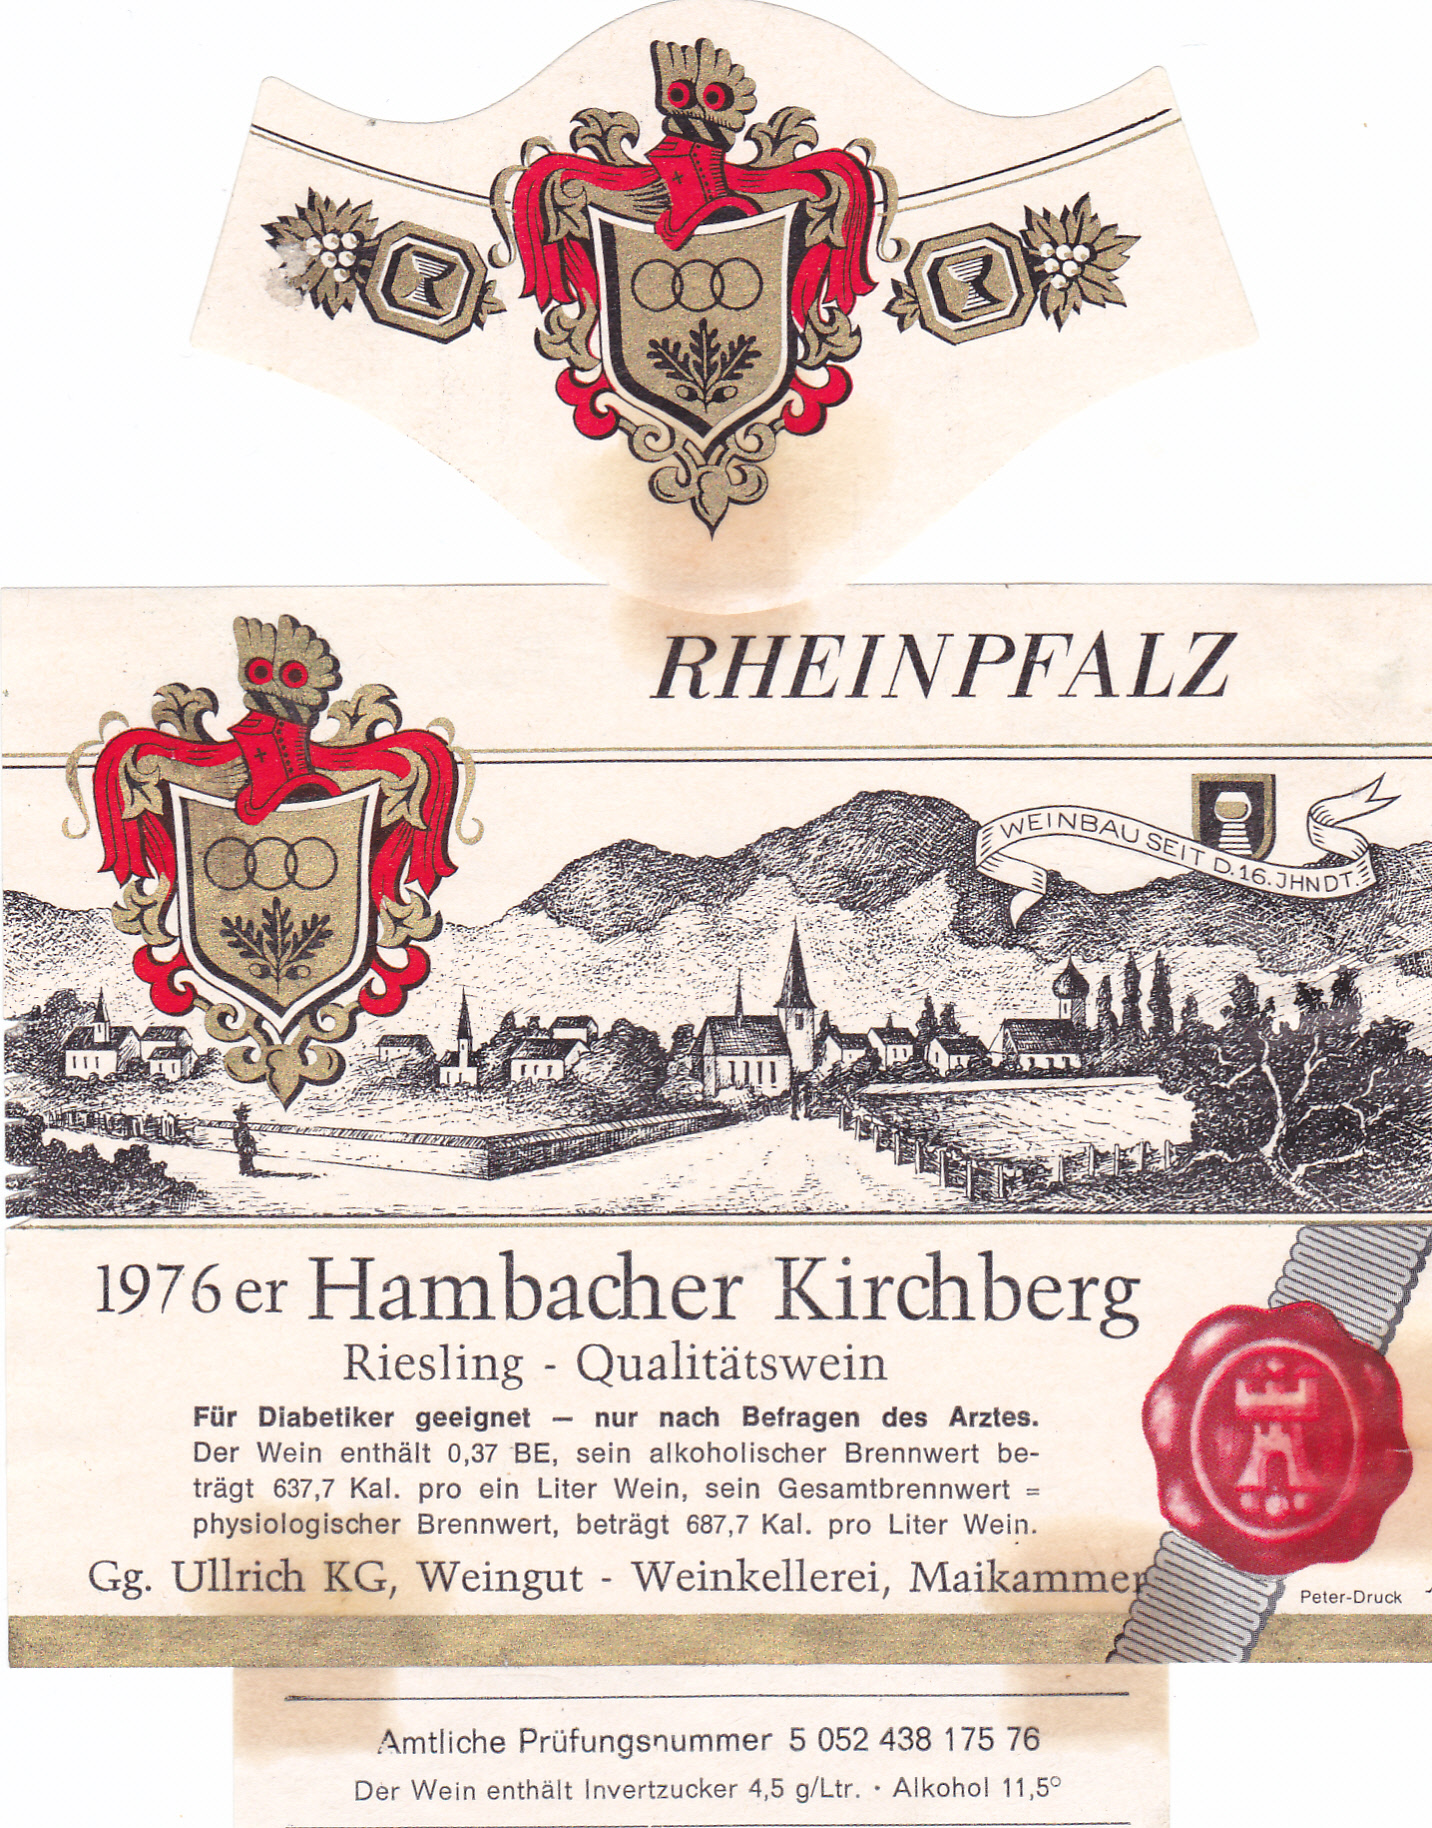 RHEINPFALZ
WEINBAU SEIT D. 16. JHNDT.
1976er Hambacher Kirchberg
Riesling - Qualitätswein
Für Diabetiker geeignet — nur nach Befragen des Arztes.
Der Wein enthält 0,37 BE, sein alkoholischer Brennwert be-
trägt 637,7 Kal. pro ein Liter Wein, sein Gesamtbrennwert =
physiologischer Brennwert, beträgt 687,7 Kal. pro Liter Wein.
Gg. Ullrich KG, Weingut - Weinkellerei, Maikammer
Peter-Druck
Amtliche Prüfungsnummer 5 052 438 175 76
Der Wein enthält Invertzucker 4,5 g/Ltr. · Alkohol 11,5°